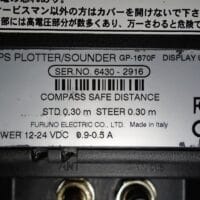 ービスマン以外の方はカバーを開けないで下
には高電圧部分が数多くあり、万一さわると危険で
PS PLOTTER/SOUNDER GP-1670F DISPLAY U
SER.NO. 6430 - 2916
COMPASS SAFE DISTANCE
STD 0.30 m STEER 0.30 m
FURUNO ELECTRIC CO., LTD. Made in Italy
WER 12-24 VDC 0.9-0.5 A